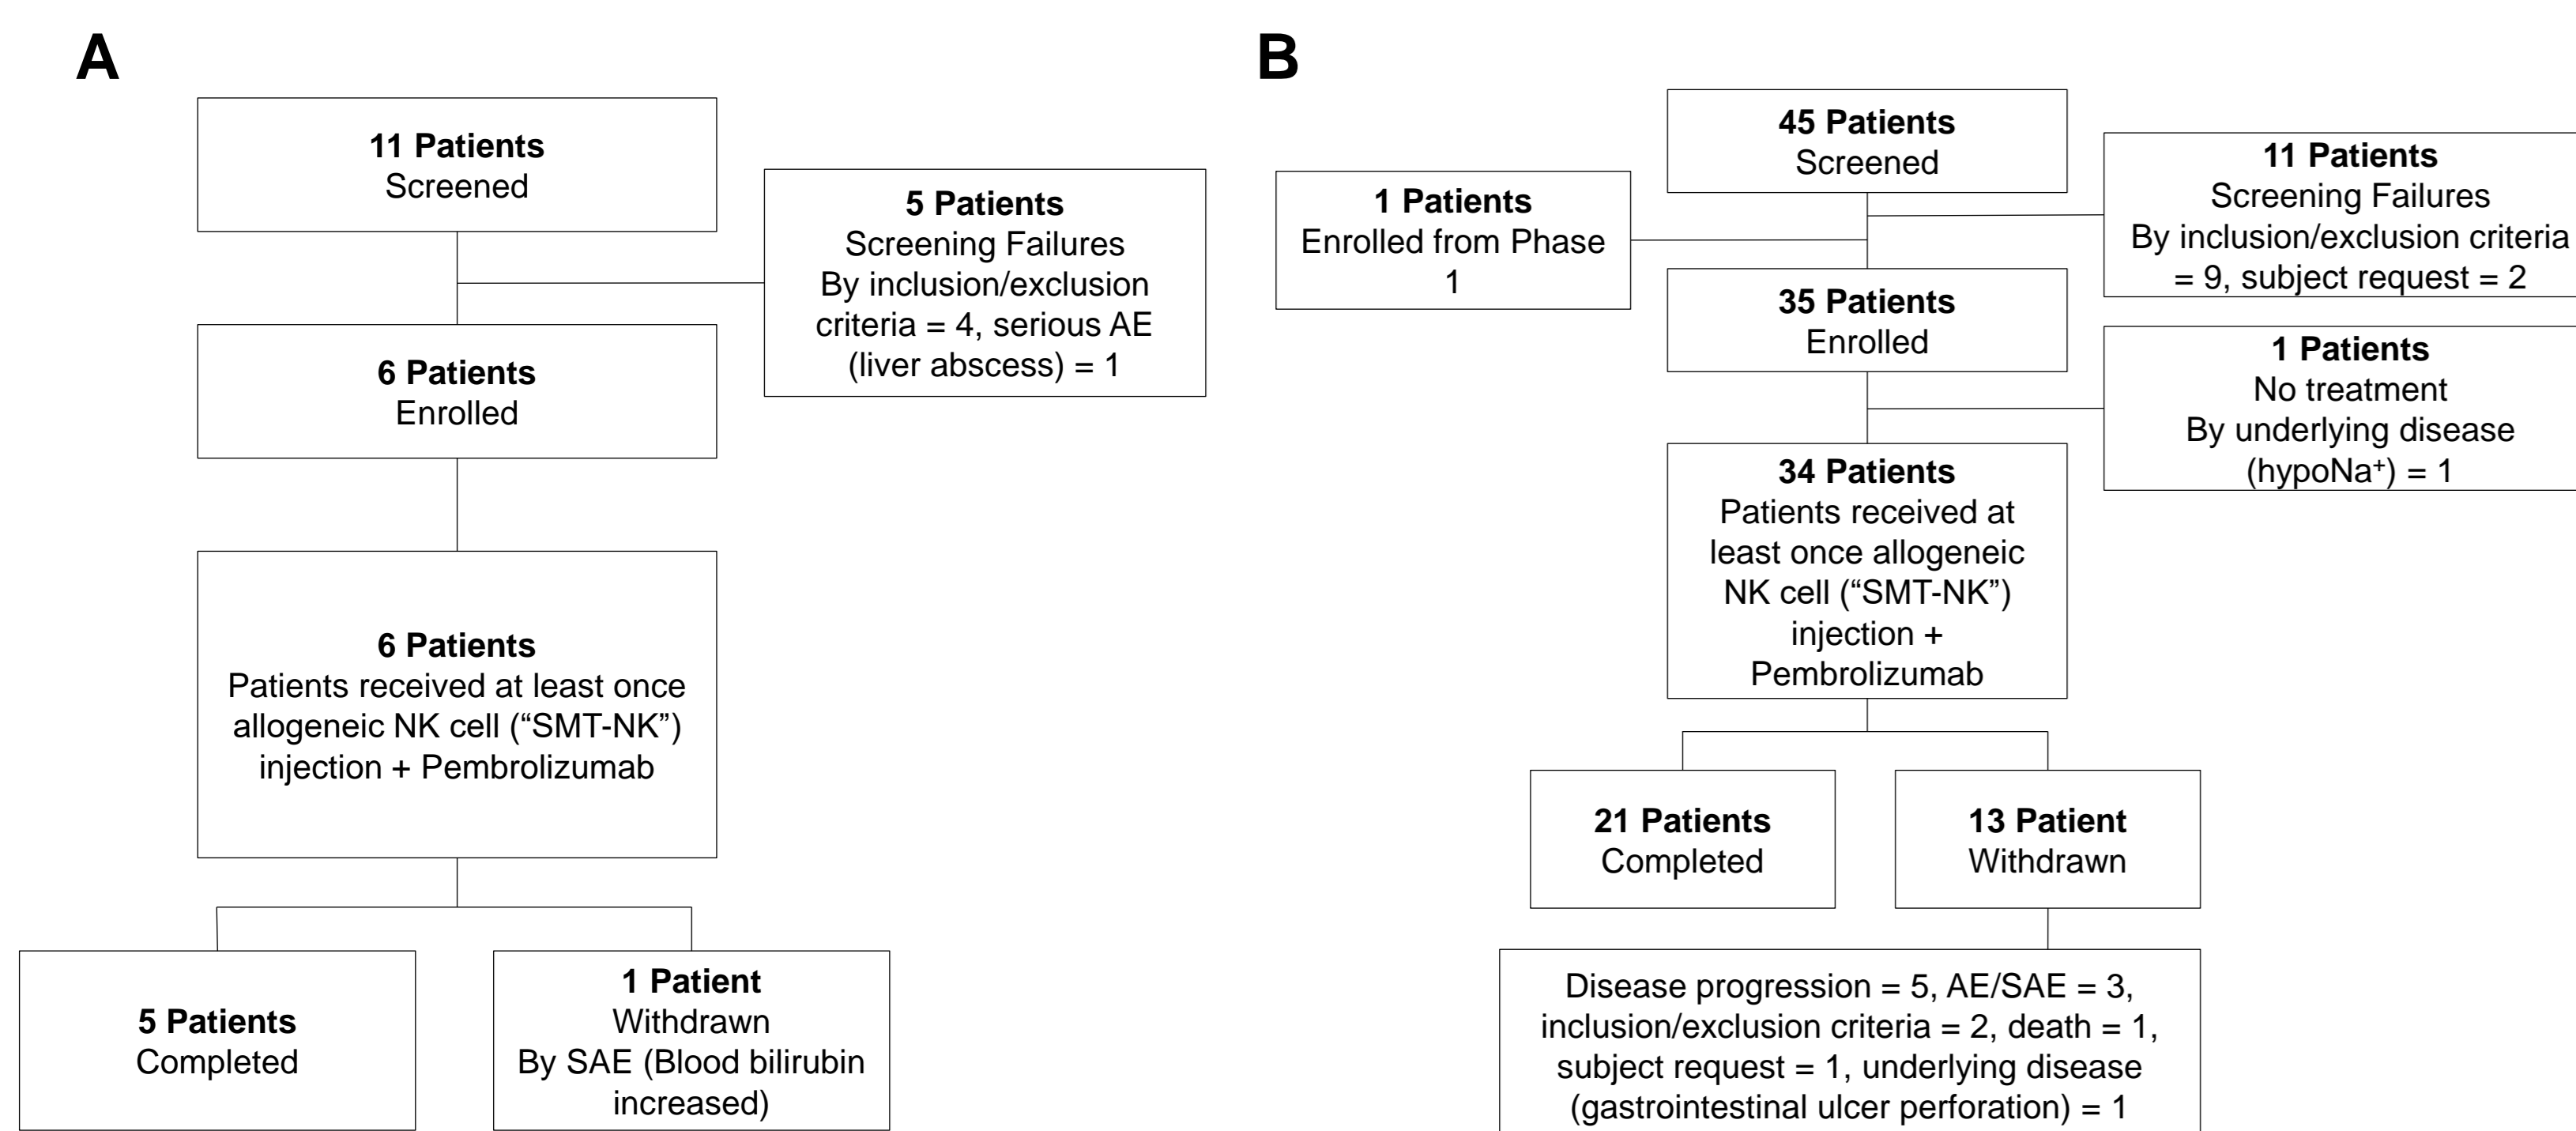 A
11 Patients
Screened
5 Patients
Screening Failures
By inclusion/exclusion
criteria = 4, serious AE
(liver abscess) = 1
6 Patients
Enrolled
6 Patients
Patients received at least once
allogeneic NK cell (“SMT-NK”)
injection + Pembrolizumab
5 Patients
Completed
1 Patient
Withdrawn
By SAE (Blood bilirubin
increased)
B
45 Patients
Screened
11 Patients
Screening Failures
By inclusion/exclusion criteria
= 9, subject request = 2
1 Patients
Enrolled from Phase
1
35 Patients
Enrolled
1 Patients
No treatment
By underlying disease
(hypoNa⁺) = 1
34 Patients
Patients received at
least once allogeneic
NK cell (“SMT-NK”)
injection +
Pembrolizumab
21 Patients
Completed
13 Patient
Withdrawn
Disease progression = 5, AE/SAE = 3,
inclusion/exclusion criteria = 2, death = 1,
subject request = 1, underlying disease
(gastrointestinal ulcer perforation) = 1